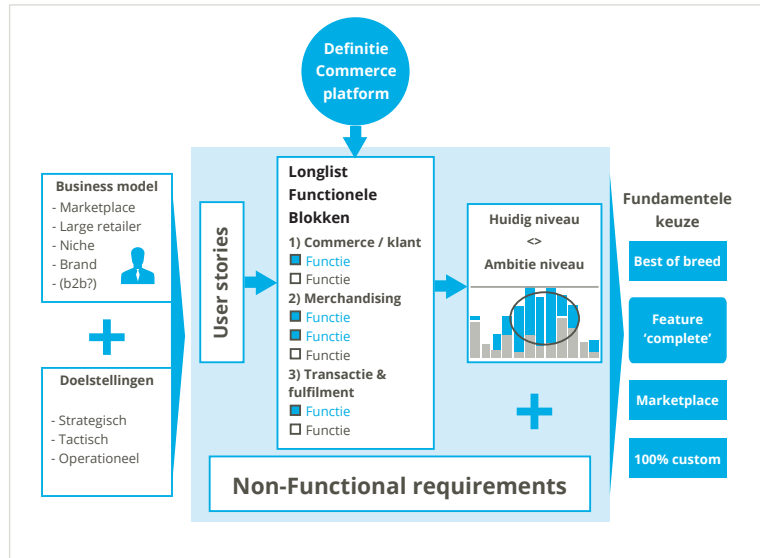 Definitie
Commerce
platform
Business model
- Marketplace
- Large retailer
- Niche
- Brand
- (b2b?)
Doelstellingen
- Strategisch
- Tactisch
- Operationeel
User stories
Longlist
Functionele
Blokken
1) Commerce / klant
Functie
Functie
2) Merchandising
Functie
Functie
Functie
3) Transactie &
fulfilment
Functie
Functie
Huidig niveau
<>
Ambitie niveau
Non-Functional requirements
Fundamentele
keuze
Best of breed
Feature
‘complete’
Marketplace
100% custom